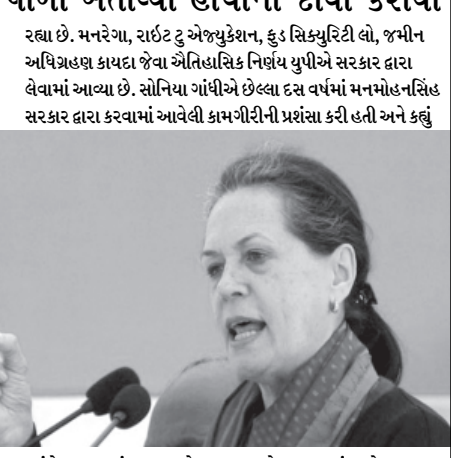 રહ્યા છે. મનરેગા, રાઇટ ટુ એજ્યુકેશન, ફુડ સિક્યુરિટી લો, જમીન
અધિગ્રહણ કાયદા જેવા ઐતિહાસિક નિર્ણય યુપીએ સરકાર દ્વારા
લેવામાં આવ્યા છે. સોનિયા ગાંધીએ છેલ્લા દસ વર્ષમાં મનમોહનસિંહ
સરકાર દ્વારા કરવામાં આવેલી કામગીરીની પ્રશંસા કરી હતી અને કહ્યું